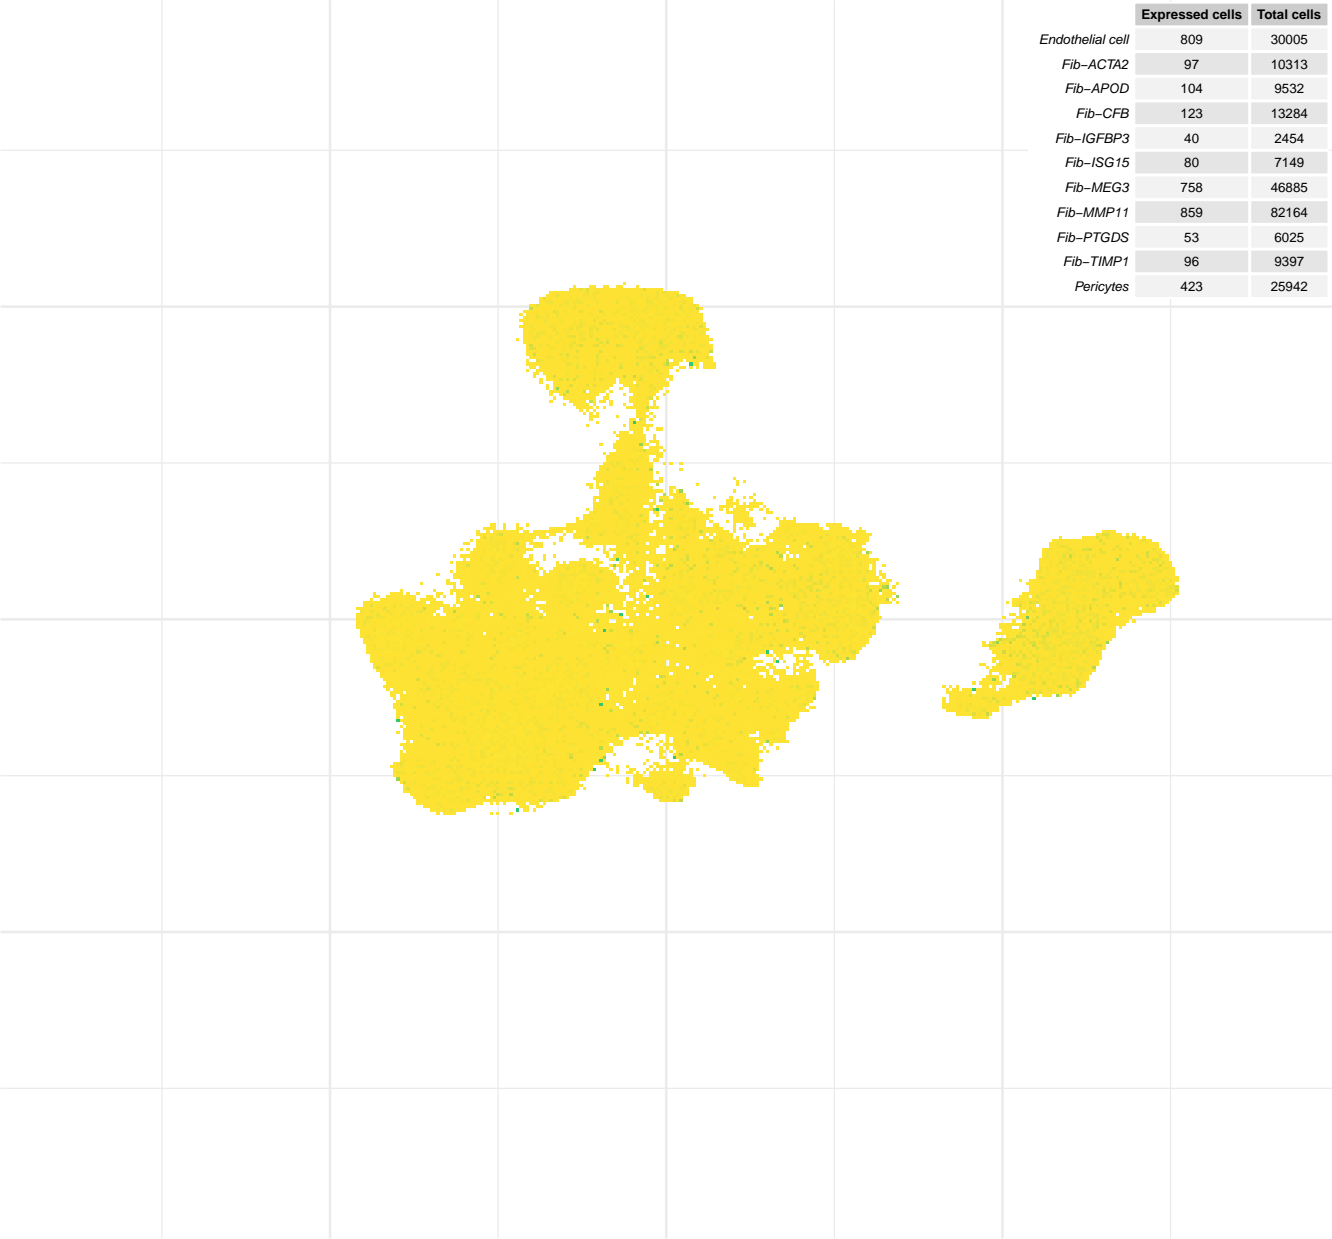 Expressed cells Total cells
Endothelial cell 809 30005
Fib−ACTA2 97 10313
Fib−APOD 104 9532
Fib−CFB 123 13284
Fib−IGFBP3 40 2454
Fib−ISG15 80 7149
Fib−MEG3 758 46885
Fib−MMP11 859 82164
Fib−PTGDS 53 6025
Fib−TIMP1 96 9397
Pericytes 423 25942